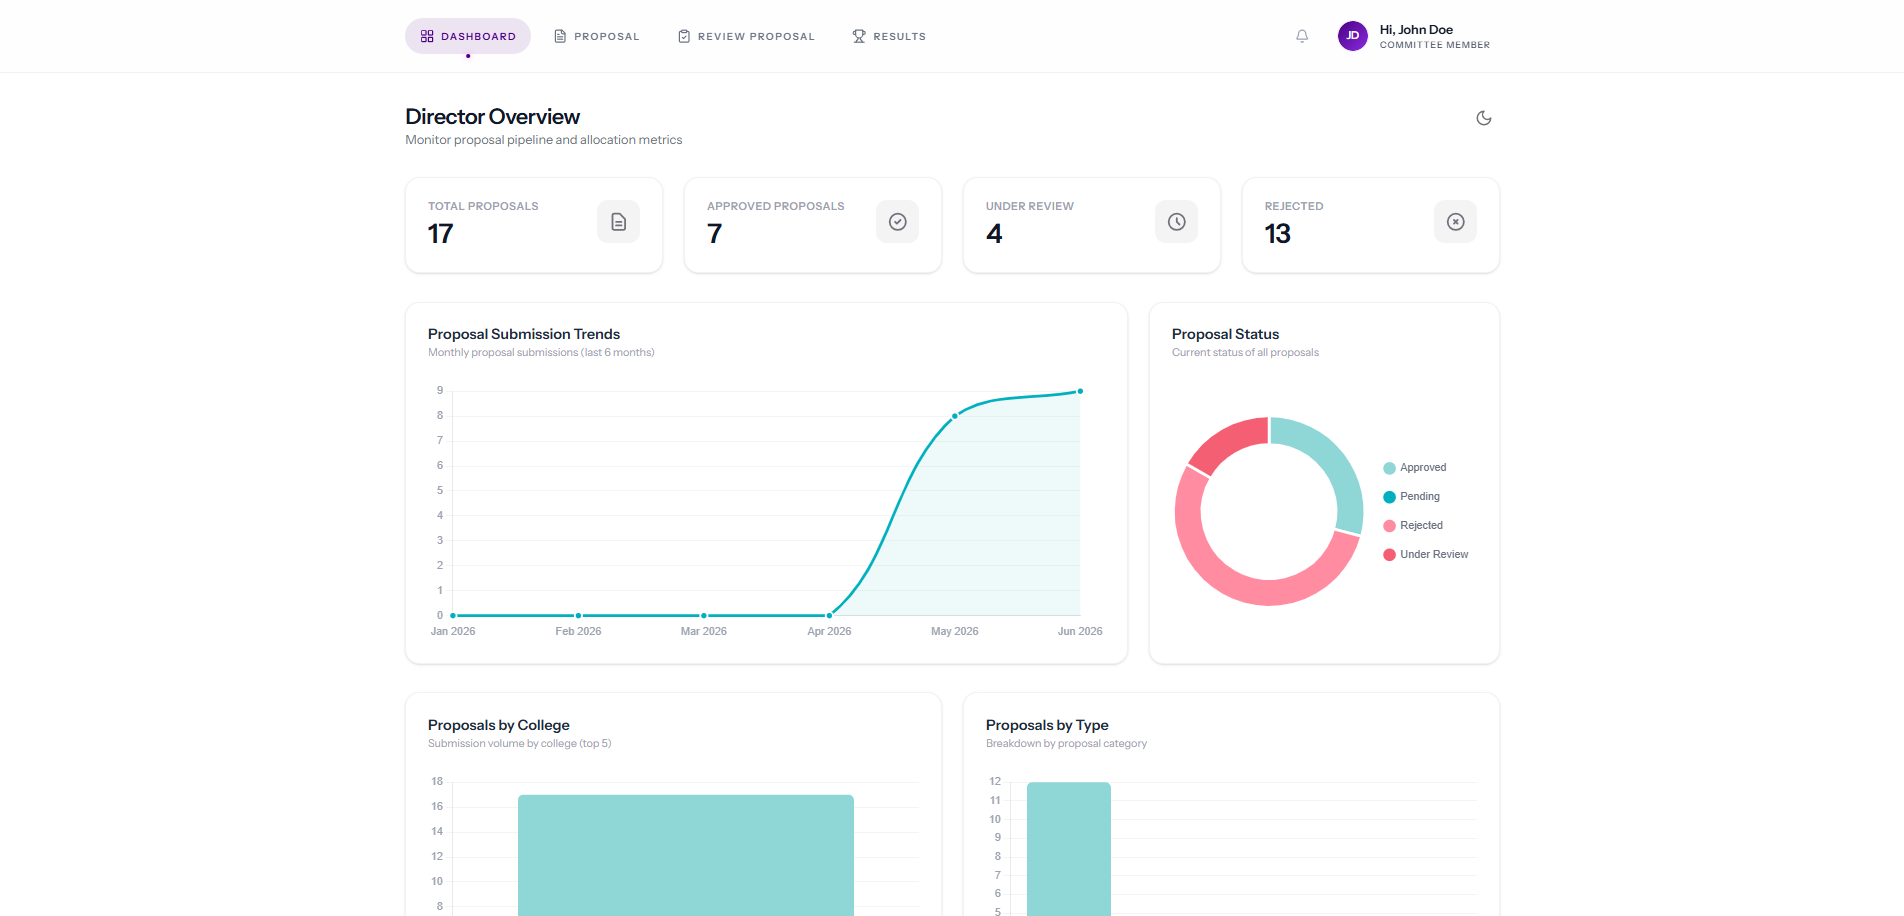 DASHBOARD
PROPOSAL
REVIEW PROPOSAL
RESULTS
JD
Hi, John Doe
COMMITTEE MEMBER
Director Overview
Monitor proposal pipeline and allocation metrics
TOTAL PROPOSALS
17
APPROVED PROPOSALS
7
UNDER REVIEW
4
REJECTED
13
Proposal Submission Trends
Monthly proposal submissions (last 6 months)
9
8
7
6
5
4
3
2
1
0
Jan 2026
Feb 2026
Mar 2026
Apr 2026
May 2026
Jun 2026
Proposal Status
Current status of all proposals
Approved
Pending
Rejected
Under Review
Proposals by College
Submission volume by college (top 5)
18
16
14
12
10
8
Proposals by Type
Breakdown by proposal category
12
11
10
9
8
7
6
5